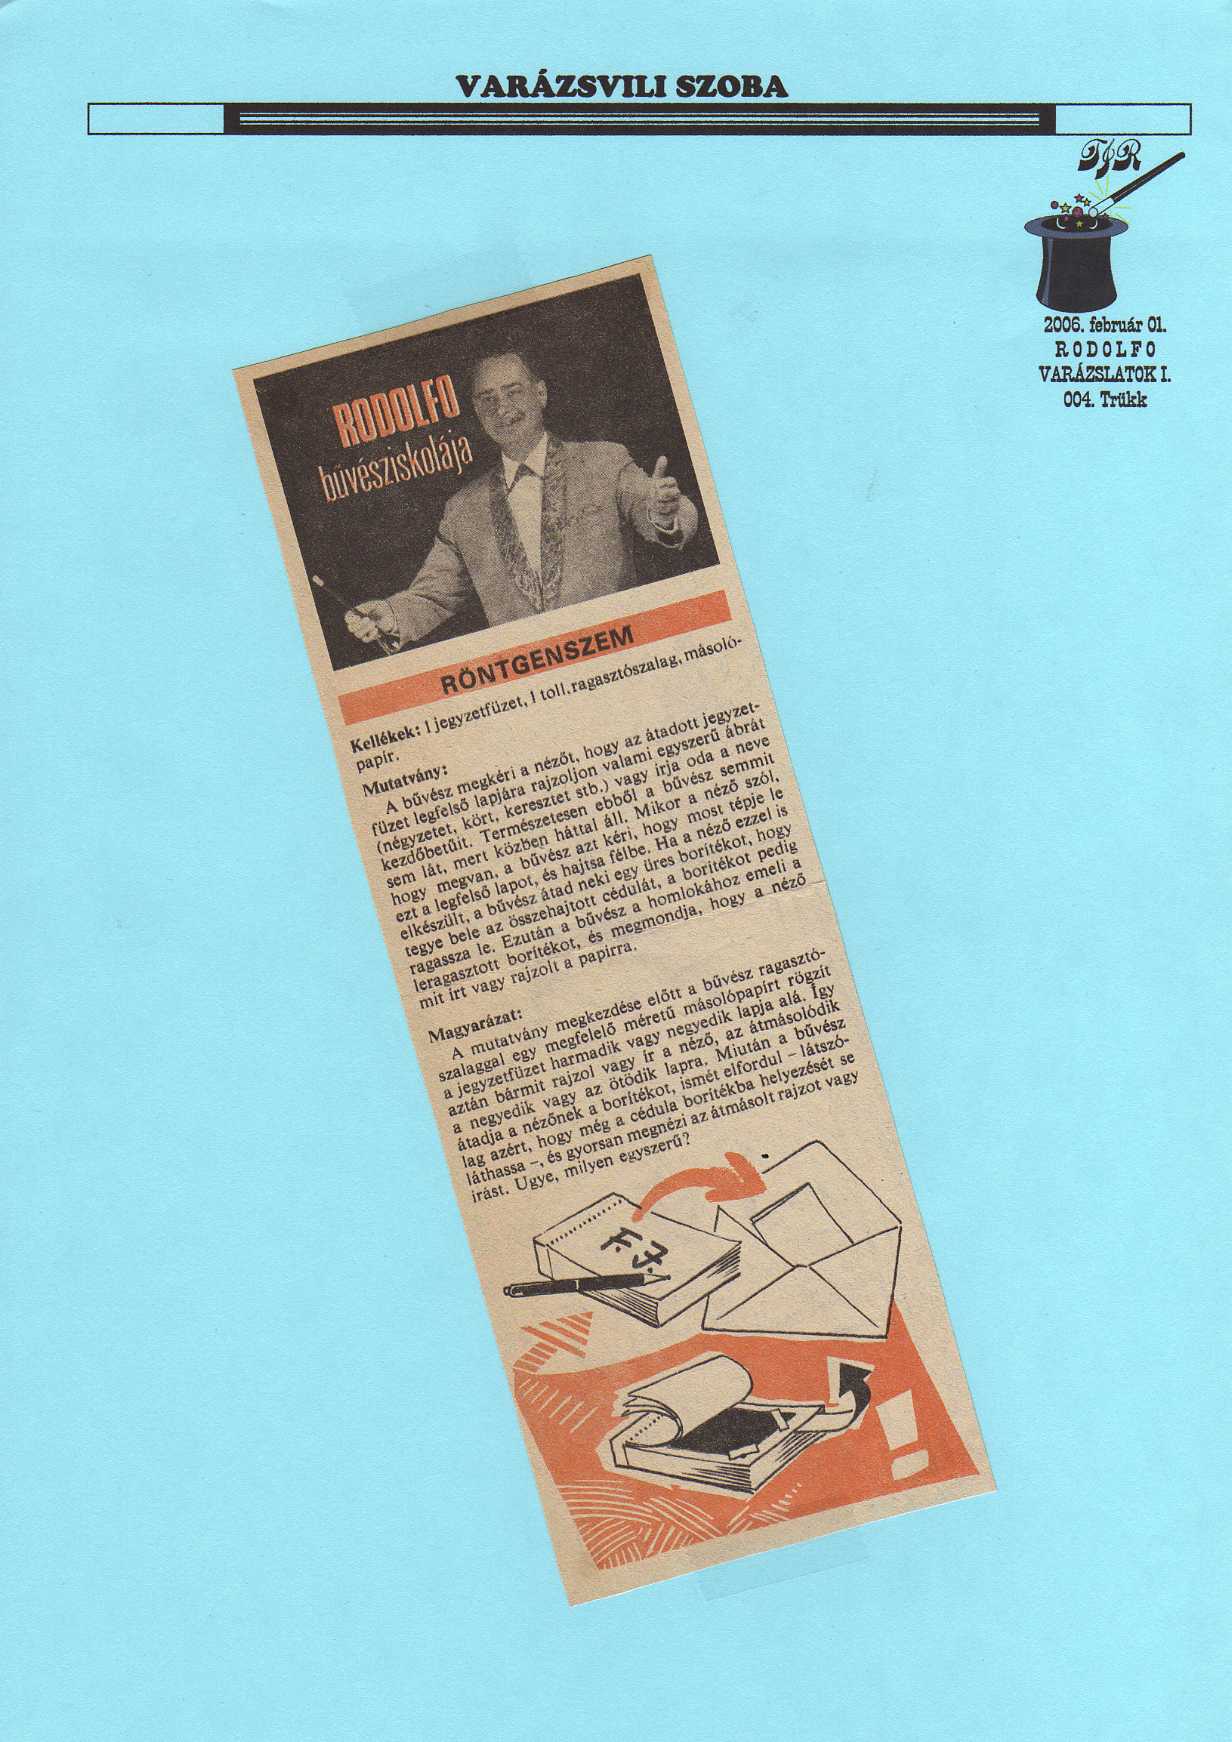 VARÁZSVILI SZOBA
TJR
2006. február 01.
RODOLFO
VARÁZSLATOK I.
004. Trükk
RODOLFO
bűvésziskolája
RÖNTGENSZEM
Kellékek: 1 jegyzetfüzet, 1 toll, ragasztószalag, másoló-
papír.
Mutatvány:
A bűvész megkéri a nézőt, hogy az átadott jegyzet-
füzet legfelső lapjára rajzoljon valami egyszerű ábrát
(négyzetet, kört, keresztet stb.) vagy írja oda a neve
kezdőbetűit. Természetesen ebből a bűvész semmit
sem lát, mert közben háttal áll. Mikor a néző szól,
hogy megvan, a bűvész azt kéri, hogy most tépje le
ezt a legfelső lapot, és hajtsa félbe. Ha a néző ezzel is
elkészült, a bűvész átad neki egy üres borítékot, hogy
tegye bele az összehajtott cédulát, a borítékot pedig
ragassza le. Ezután a bűvész a homlokához emeli a
leragasztott borítékot, és megmondja, hogy a néző
mit írt vagy rajzolt a papírra.
Magyarázat:
A mutatvány megkezdése előtt a bűvész ragasztó-
szalaggal egy megfelelő méretű másolópapírt rögzít
a jegyzetfüzet harmadik vagy negyedik lapja alá. Így
aztán bármit rajzol vagy ír a néző, az átmásolódik
a negyedik vagy az ötödik lapra. Miután a bűvész
átadja a nézőnek a borítékot, ismét elfordul – látszó-
lag azért, hogy még a cédula borítékba helyezését se
láthassa –, és gyorsan megnézi az átmásolt rajzot vagy
írást. Ugye, milyen egyszerű?
F.J.
!